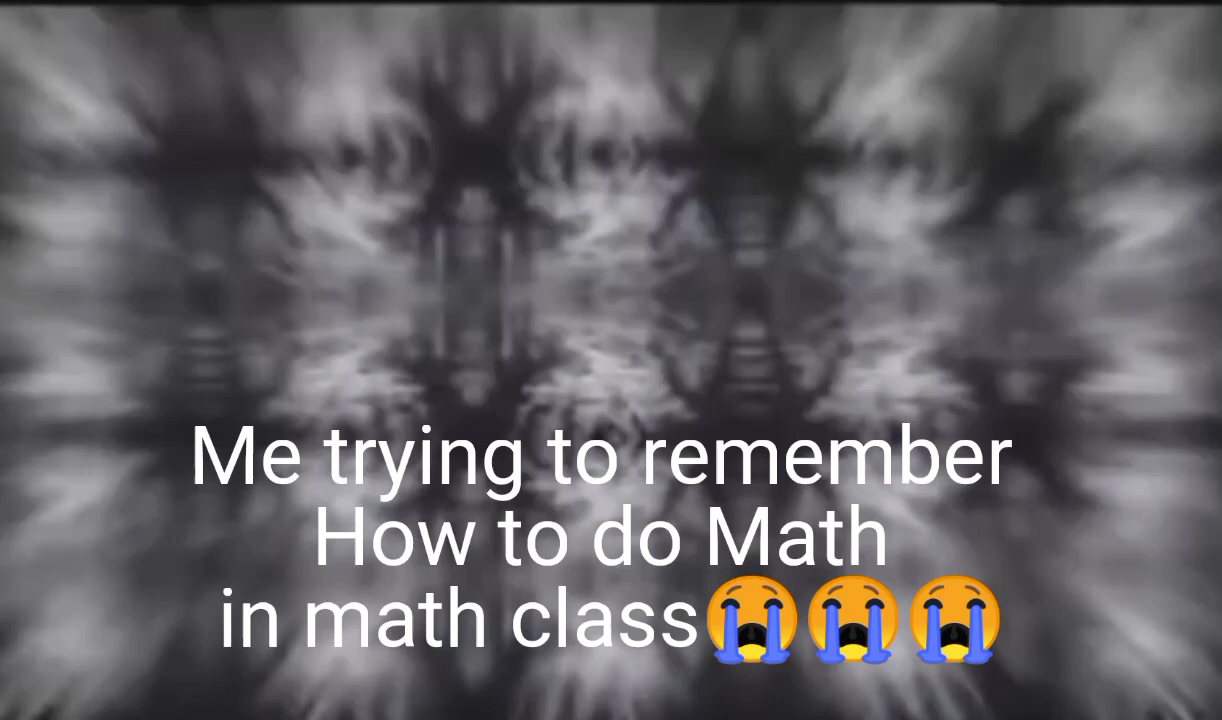 Me trying to remember
How to do Math
in math class😭😭😭